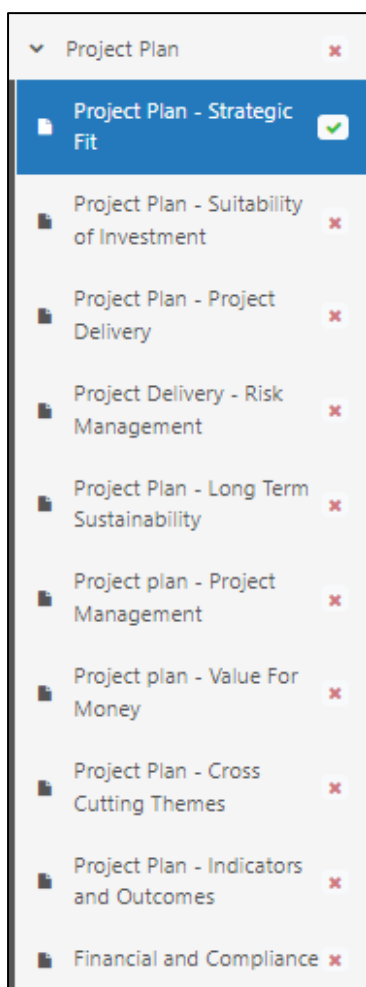 Project Plan
Project Plan - Strategic
Fit
Project Plan - Suitability
of Investment
Project Plan - Project
Delivery
Project Delivery - Risk
Management
Project Plan - Long Term
Sustainability
Project plan - Project
Management
Project plan - Value For
Money
Project Plan - Cross
Cutting Themes
Project Plan - Indicators
and Outcomes
Financial and Compliance